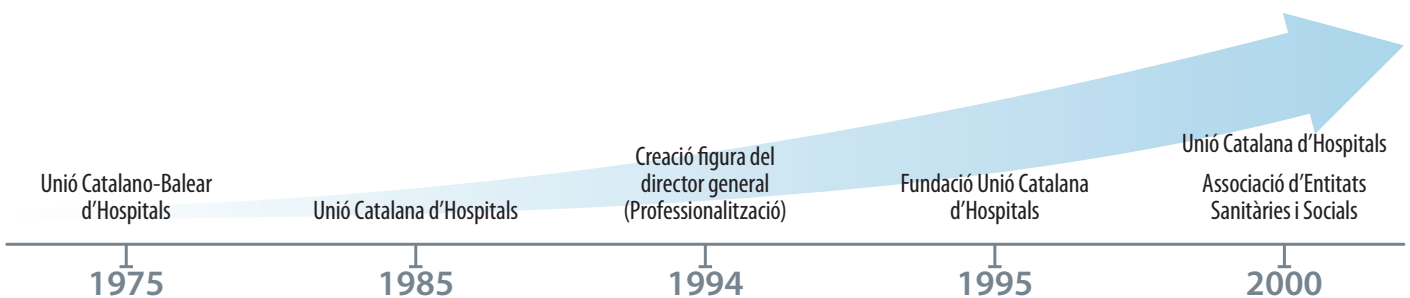 Unió Catalano-Balear
d’Hospitals
1975
Unió Catalana d’Hospitals
1985
Creació figura del
director general
(Professionalització)
1994
Fundació Unió Catalana
d’Hospitals
1995
Unió Catalana d’Hospitals
Associació d’Entitats
Sanitàries i Socials
2000